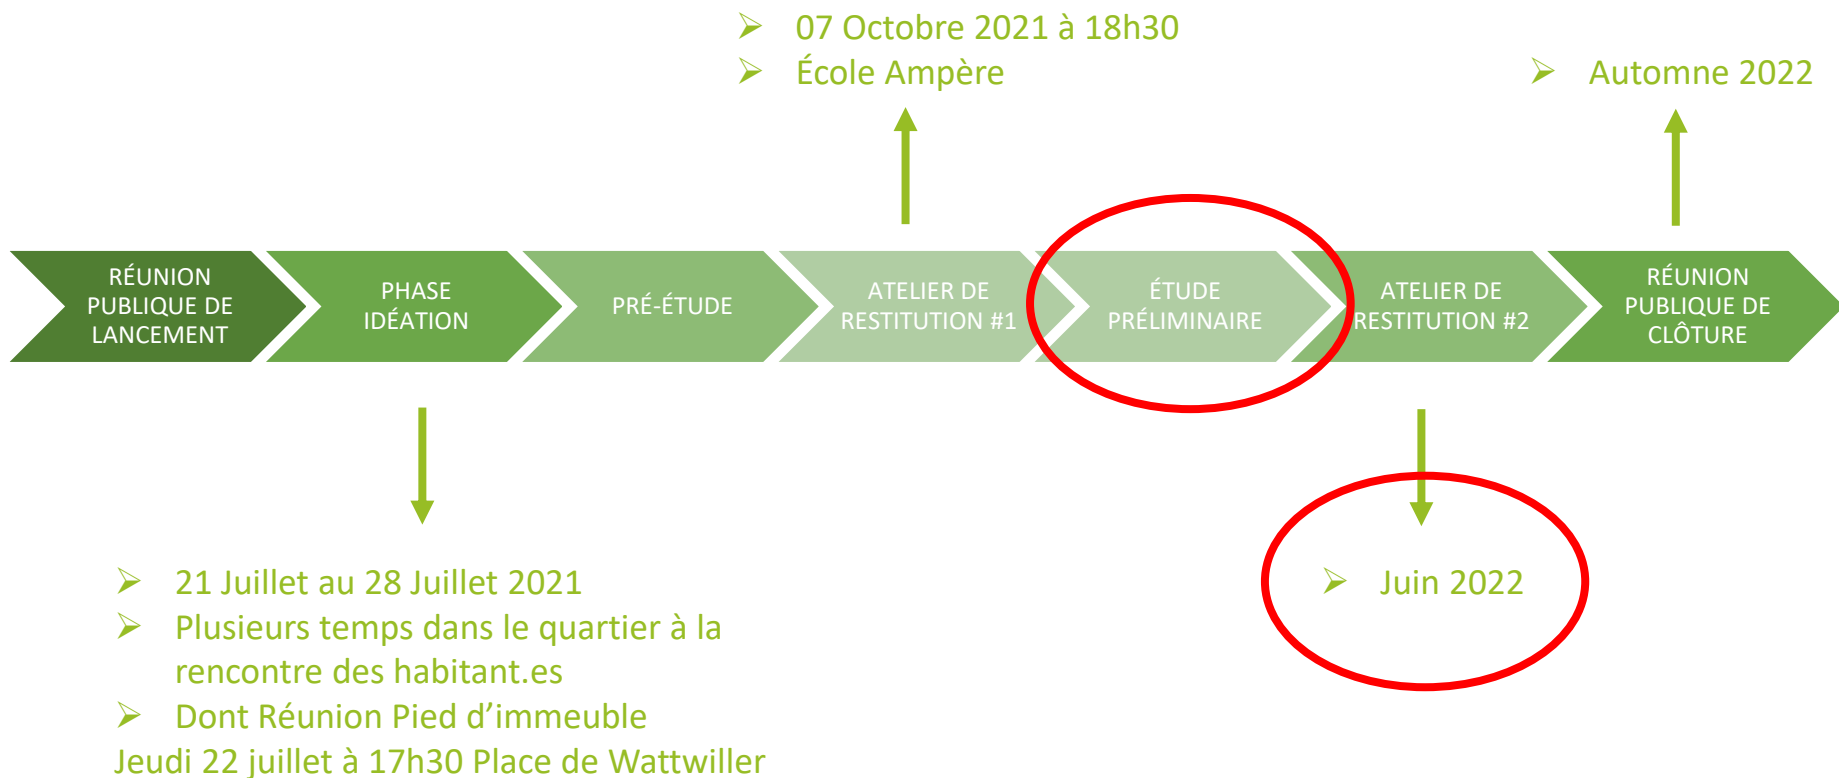 ➢ 07 Octobre 2021 à 18h30
➢ École Ampère
➢ Automne 2022
RÉUNION
PUBLIQUE DE
LANCEMENT
PHASE
IDÉATION
PRÉ-ÉTUDE
ATELIER DE
RESTITUTION #1
ÉTUDE
PRÉLIMINAIRE
ATELIER DE
RESTITUTION #2
RÉUNION
PUBLIQUE DE
CLÔTURE
➢ 21 Juillet au 28 Juillet 2021
➢ Plusieurs temps dans le quartier à la
rencontre des habitant.es
➢ Dont Réunion Pied d’immeuble
Jeudi 22 juillet à 17h30 Place de Wattwiller
➢ Juin 2022